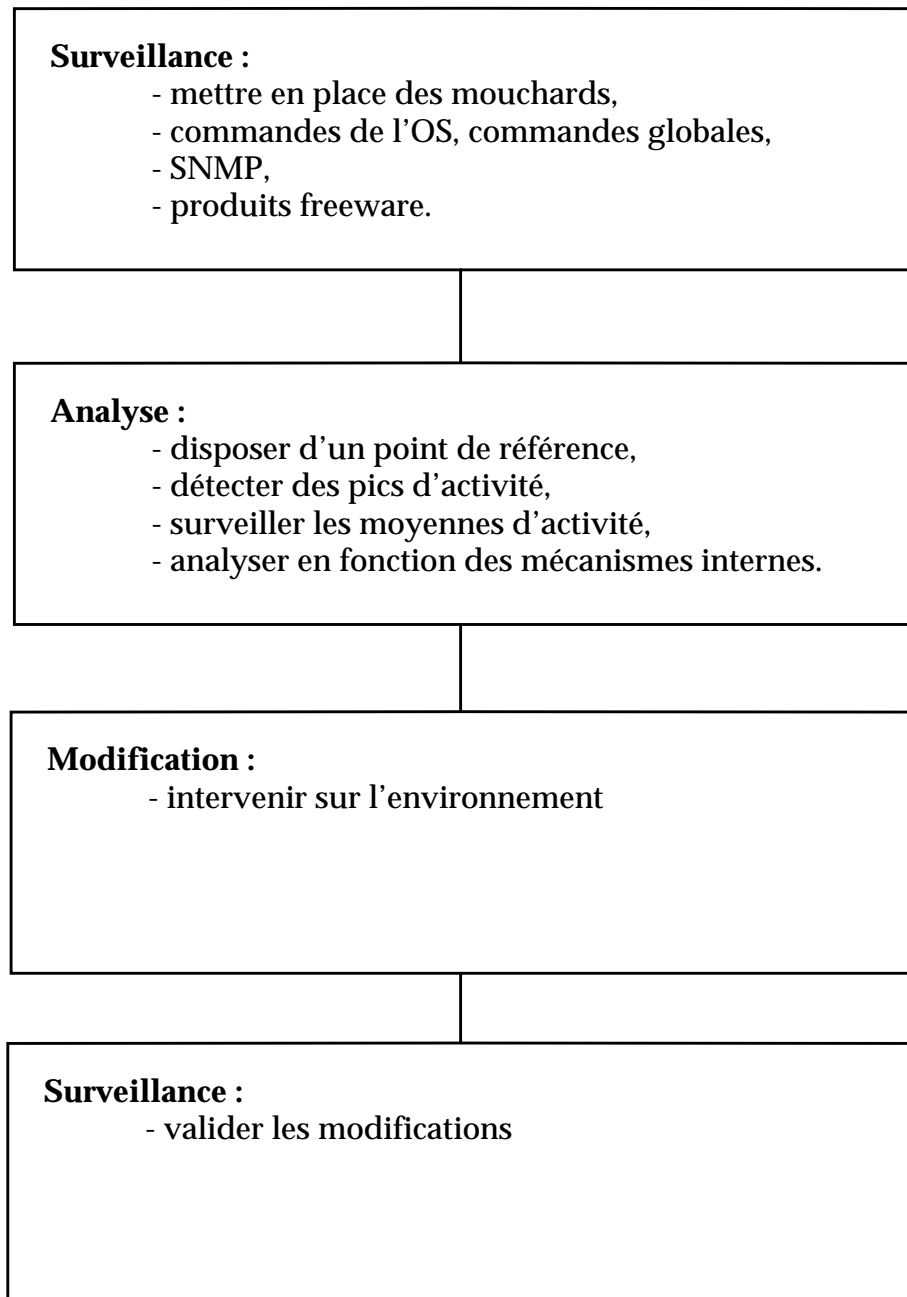 Surveillance :
- mettre en place des mouchards,
- commandes de l’OS, commandes globales,
- SNMP,
- produits freeware.
Analyse :
- disposer d’un point de référence,
- détecter des pics d’activité,
- surveiller les moyennes d’activité,
- analyser en fonction des mécanismes internes.
Modification :
- intervenir sur l’environnement
Surveillance :
- valider les modifications